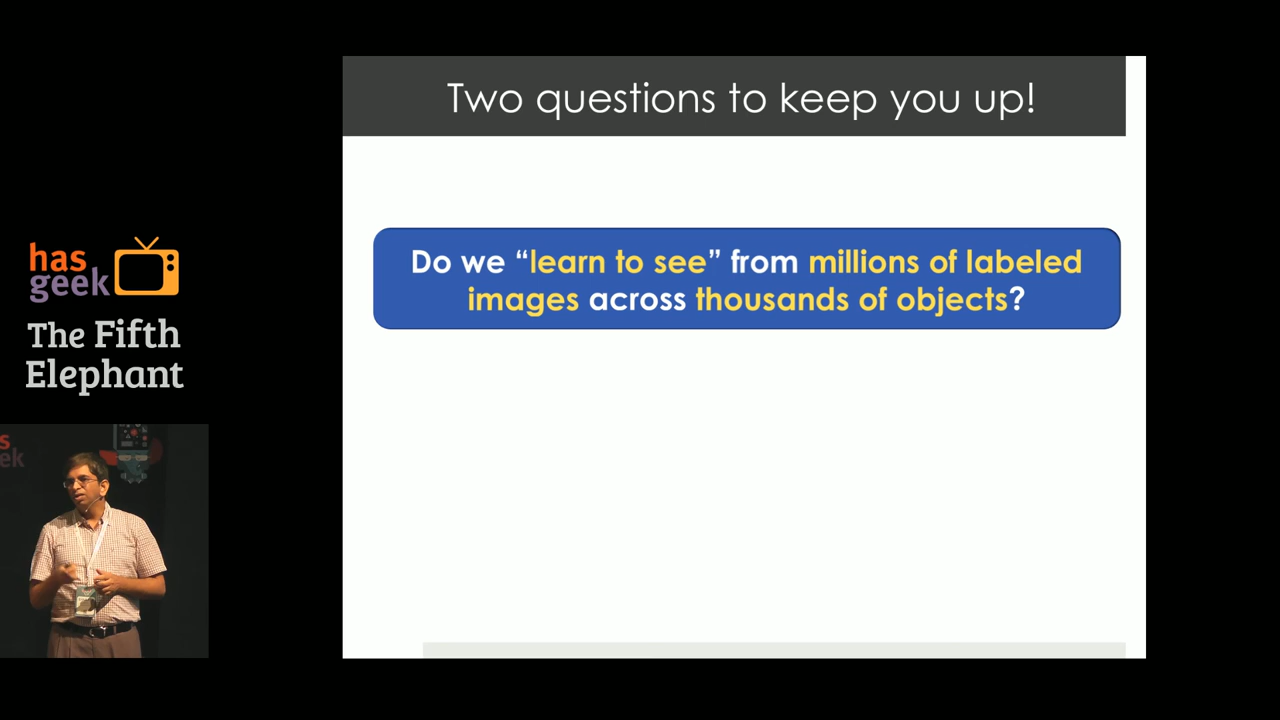 Two questions to keep you up!
Do we “learn to see” from millions of labeled
images across thousands of objects?
has
geek
The Fifth
Elephant
s
ek